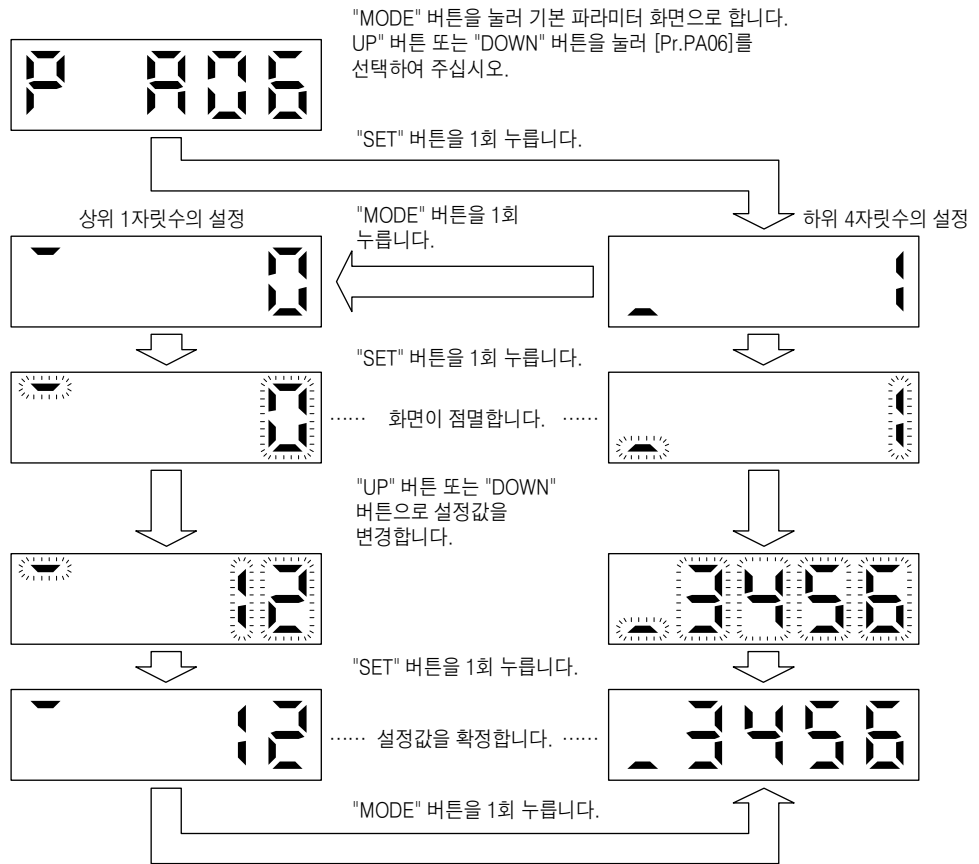 "MODE" 버튼을 눌러 기본 파라미터 화면으로 합니다.
UP" 버튼 또는 "DOWN" 버튼을 눌러 [Pr.PA06]를
선택하여 주십시오.
P A06
"SET" 버튼을 1회 누릅니다.
상위 1자릿수의 설정
"MODE" 버튼을 1회
누릅니다.
하위 4자릿수의 설정
0
_ 1
"SET" 버튼을 1회 누릅니다.
0
…… 화면이 점멸합니다. ……
_ 1
"UP" 버튼 또는 "DOWN"
버튼으로 설정값을
변경합니다.
12
_ 3456
"SET" 버튼을 1회 누릅니다.
12
…… 설정값을 확정합니다. ……
_ 3456
"MODE" 버튼을 1회 누릅니다.